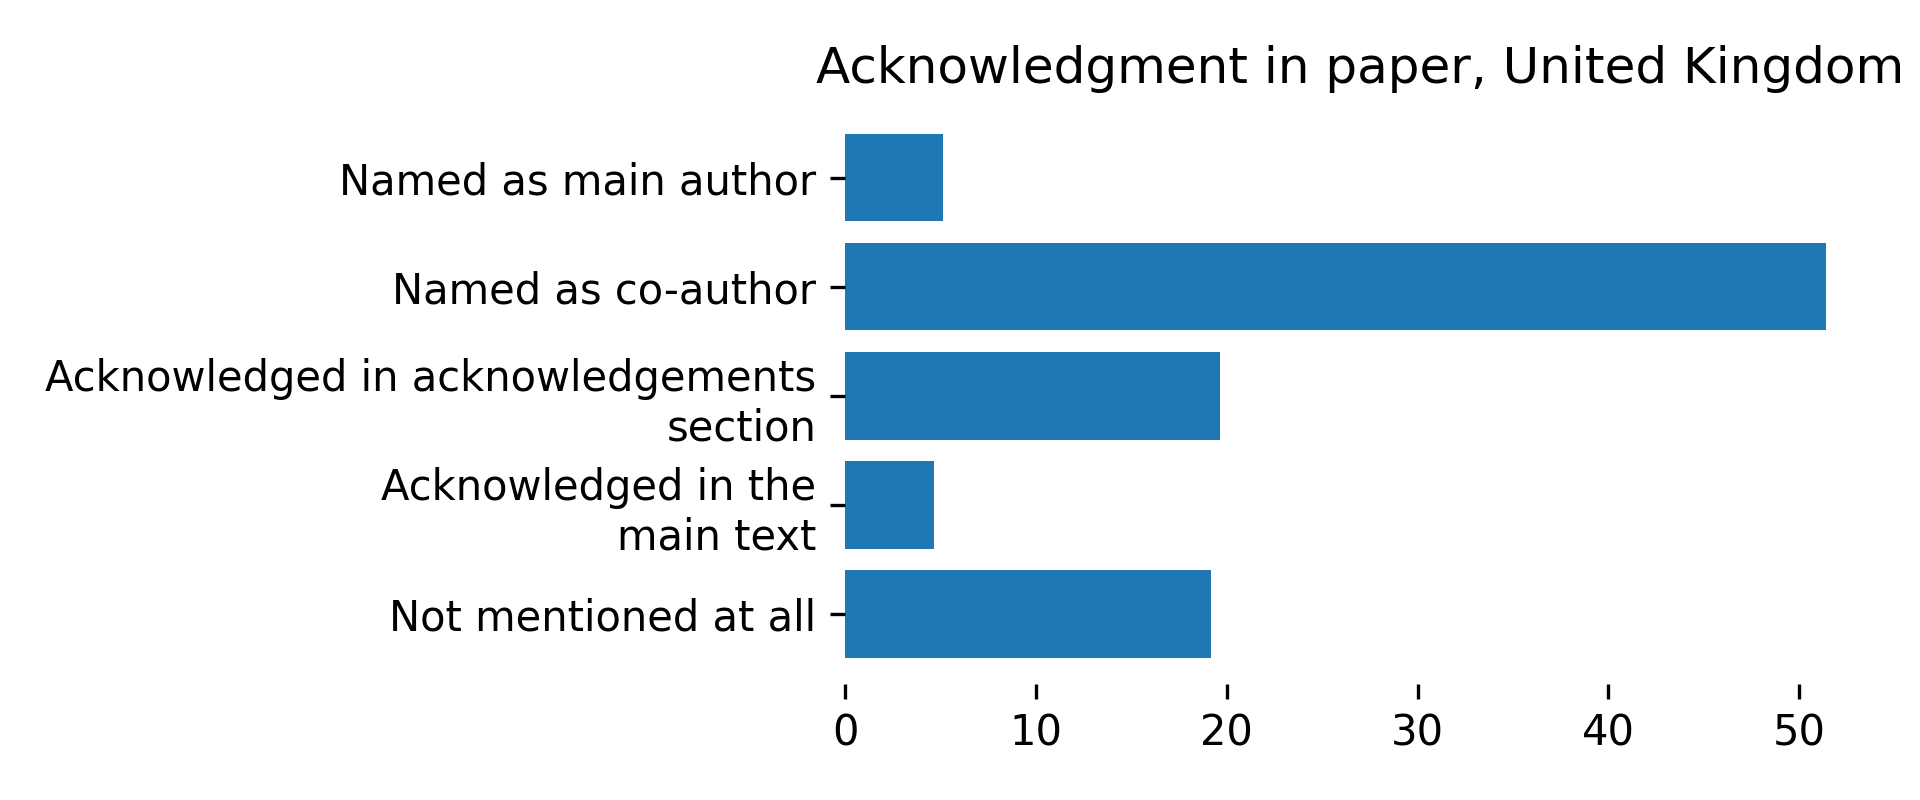 Acknowledgment in paper, United Kingdom
Named as main author
Named as co-author
Acknowledged in acknowledgements
section
Acknowledged in the
main text
Not mentioned at all
0 10 20 30 40 50